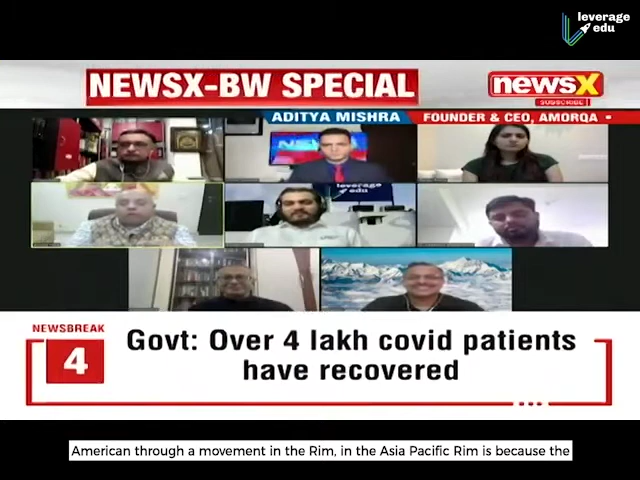 leverage
edu
NEWSX-BW SPECIAL
newsX
SUBSCRIBE
ADITYA MISHRA
FOUNDER & CEO, AMORQA
NEWS
leverage
edu
NEWSBREAK
4
Govt: Over 4 lakh covid patients
have recovered
American through a movement in the Rim, in the Asia Pacific Rim is because the